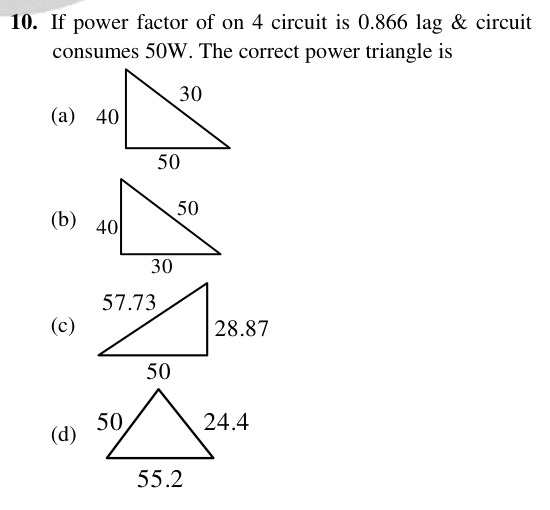 10. If power factor of on 4 circuit is 0.866 lag & circuit
consumes 50W. The correct power triangle is
(a) 40 30
50
(b) 40 50
30
(c) 57.73 28.87
50
(d) 50 24.4
55.2